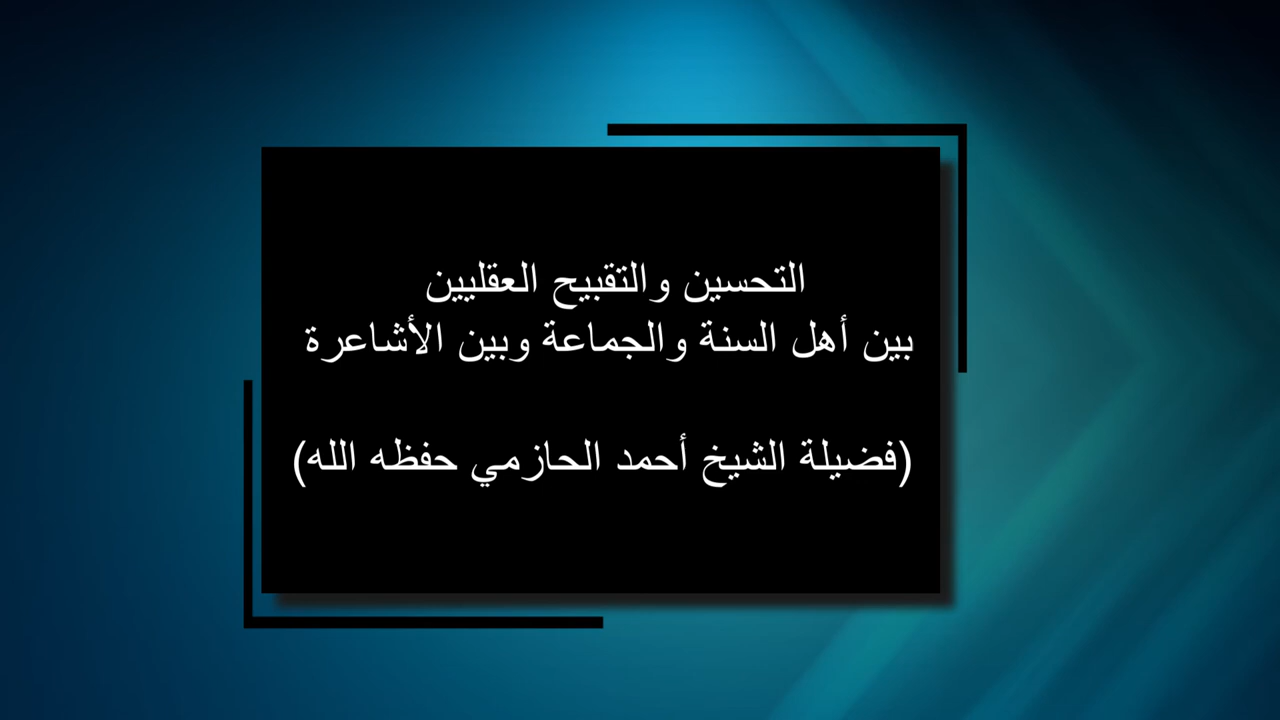 التحسين والتقبيح العقليين
بين أهل السنة والجماعة وبين الأشاعرة
(فضيلة الشيخ أحمد الحازمي حفظه الله)